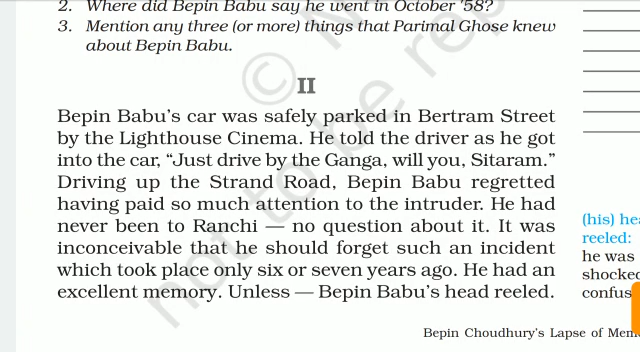 2. Where did Bepin Babu say he went in October '58?
3. Mention any three (or more) things that Parimal Ghose knew
about Bepin Babu.
II
Bepin Babu's car was safely parked in Bertram Street
by the Lighthouse Cinema. He told the driver as he got
into the car, “Just drive by the Ganga, will you, Sitaram.”
Driving up the Strand Road, Bepin Babu regretted
having paid so much attention to the intruder. He had
never been to Ranchi — no question about it. It was
inconceivable that he should forget such an incident
which took place only six or seven years ago. He had an
excellent memory. Unless — Bepin Babu's head reeled.
(his) hea
reeled:
he was
shocked
confus
Bepin Choudhury's Lapse of Mem
© N
not to be re